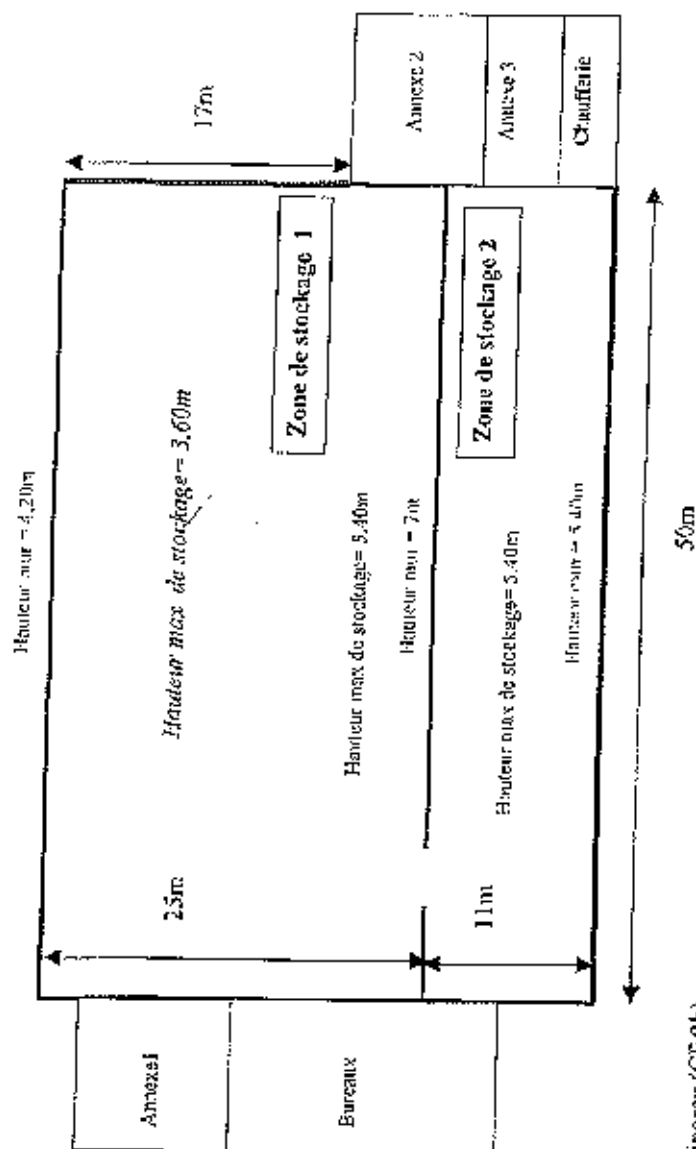 Hauteur mur = 4,20m
17m
25m
Hauteur max de stockage= 3.60m
Zone de stockage 1
Annexe1
Annexe 2
Hauteur max de stockage= 5.40m
Hauteur mur = 7m
Bureaux
Annexe 3
Zone de stockage 2
11m
Hauteur max de stockage= 5.40m
Chaufferie
Hauteur mur =
50m